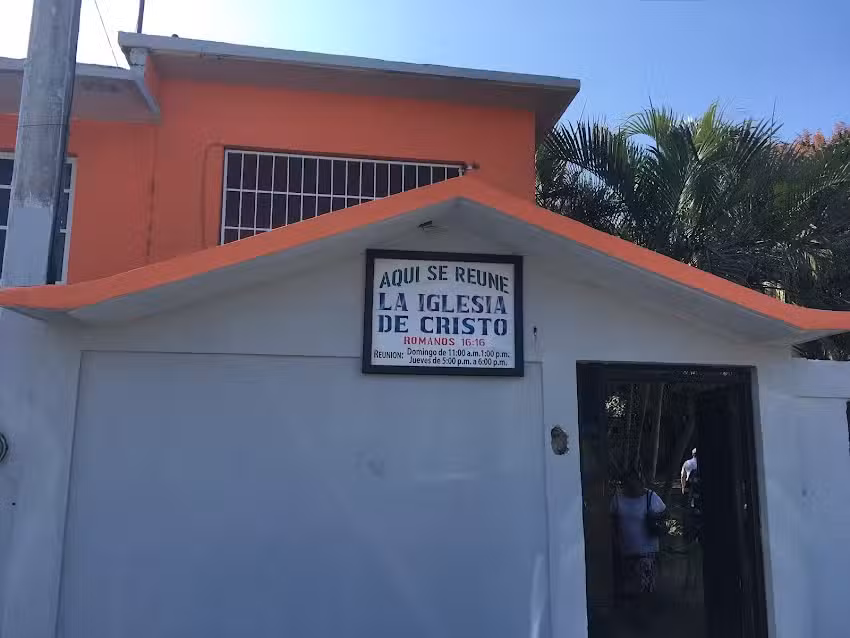 AQUI SE REUNE
LA IGLESIA
DE CRISTO
ROMANOS 16:16
REUNION: Domingo de 11:00 a.m. 1:00 p.m.
Jueves de 5:00 p.m. a 6:00 p.m.